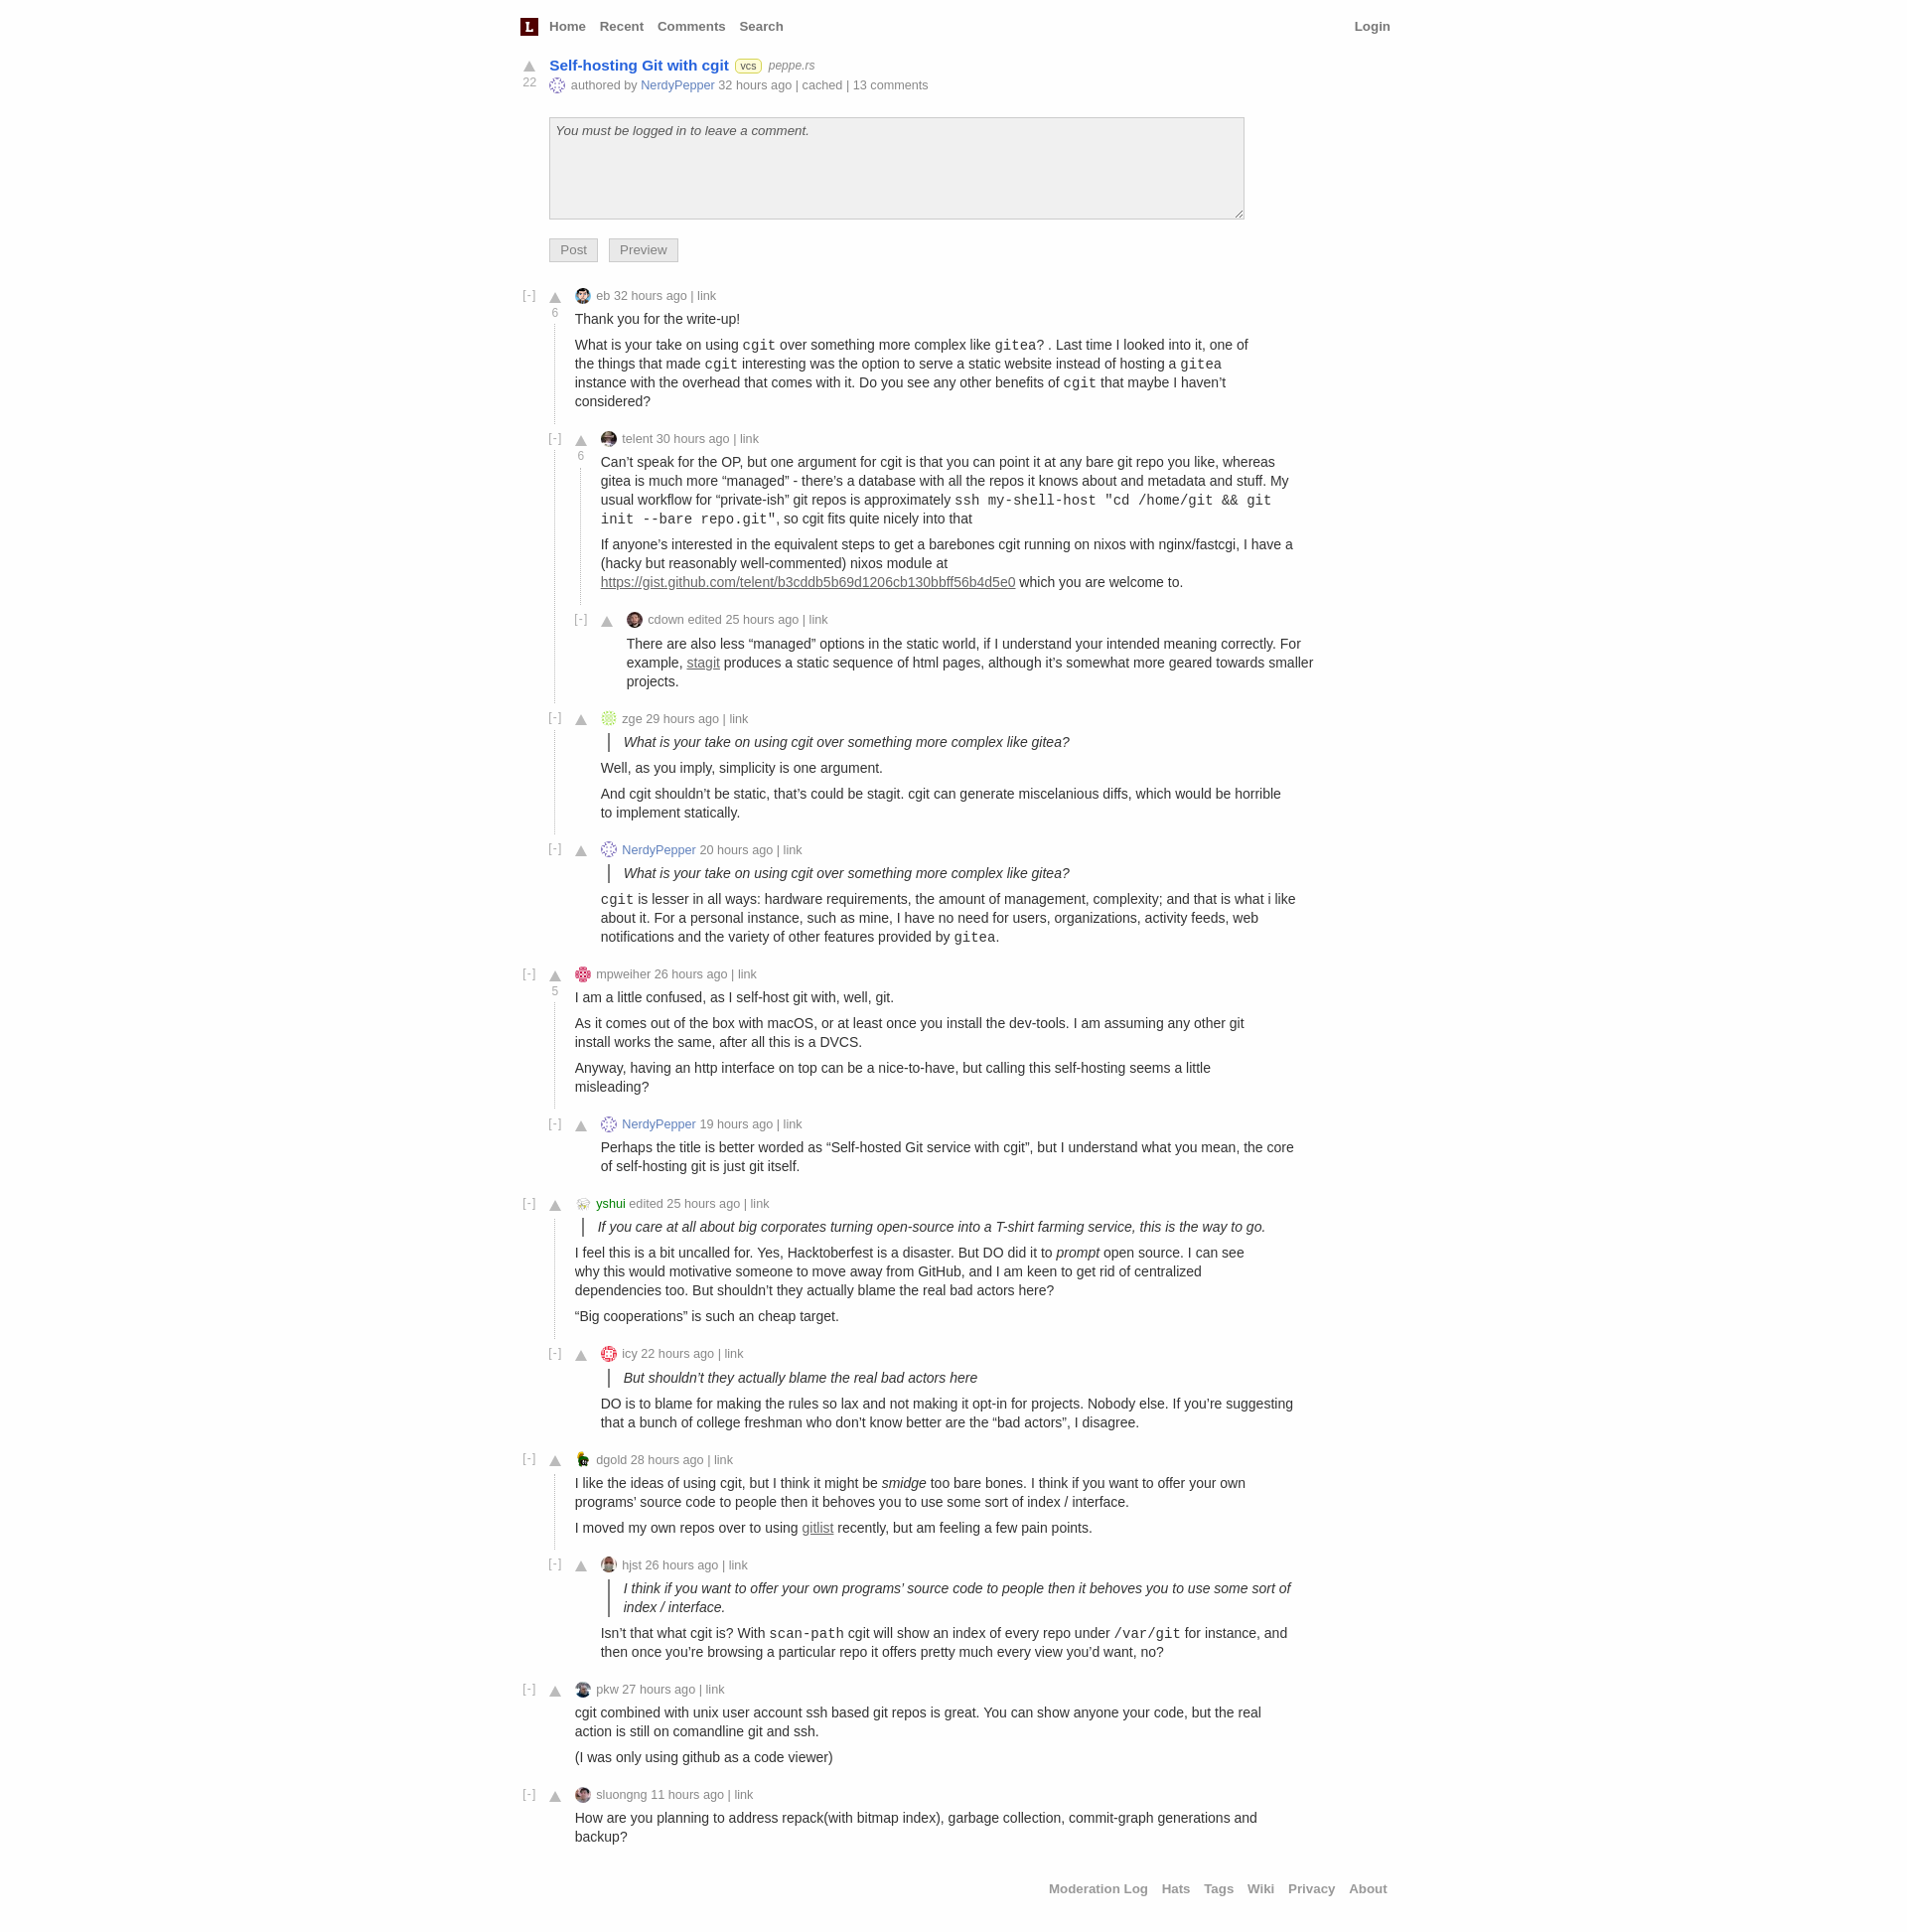 L Home Recent Comments Search Login
Self-hosting Git with cgit vcs peppe.rs
22 authored by NerdyPepper 32 hours ago | cached | 13 comments
You must be logged in to leave a comment.
Post Preview
[-] eb 32 hours ago | link
6
Thank you for the write-up!
What is your take on using cgit over something more complex like gitea? . Last time I looked into it, one of
the things that made cgit interesting was the option to serve a static website instead of hosting a gitea
instance with the overhead that comes with it. Do you see any other benefits of cgit that maybe I haven’t
considered?
[-] telent 30 hours ago | link
6
Can’t speak for the OP, but one argument for cgit is that you can point it at any bare git repo you like, whereas
gitea is much more “managed” - there’s a database with all the repos it knows about and metadata and stuff. My
usual workflow for “private-ish” git repos is approximately ssh my-shell-host "cd /home/git && git
init --bare repo.git", so cgit fits quite nicely into that
If anyone’s interested in the equivalent steps to get a barebones cgit running on nixos with nginx/fastcgi, I have a
(hacky but reasonably well-commented) nixos module at
https://gist.github.com/telent/b3cddb5b69d1206cb130bbff56b4d5e0 which you are welcome to.
[-] cdown edited 25 hours ago | link
There are also less “managed” options in the static world, if I understand your intended meaning correctly. For
example, stagit produces a static sequence of html pages, although it’s somewhat more geared towards smaller
projects.
[-] zge 29 hours ago | link
What is your take on using cgit over something more complex like gitea?
Well, as you imply, simplicity is one argument.
And cgit shouldn’t be static, that’s could be stagit. cgit can generate miscelanious diffs, which would be horrible
to implement statically.
[-] NerdyPepper 20 hours ago | link
What is your take on using cgit over something more complex like gitea?
cgit is lesser in all ways: hardware requirements, the amount of management, complexity; and that is what i like
about it. For a personal instance, such as mine, I have no need for users, organizations, activity feeds, web
notifications and the variety of other features provided by gitea.
[-] mpweiher 26 hours ago | link
5
I am a little confused, as I self-host git with, well, git.
As it comes out of the box with macOS, or at least once you install the dev-tools. I am assuming any other git
install works the same, after all this is a DVCS.
Anyway, having an http interface on top can be a nice-to-have, but calling this self-hosting seems a little
misleading?
[-] NerdyPepper 19 hours ago | link
Perhaps the title is better worded as “Self-hosted Git service with cgit”, but I understand what you mean, the core
of self-hosting git is just git itself.
[-] yshui edited 25 hours ago | link
If you care at all about big corporates turning open-source into a T-shirt farming service, this is the way to go.
I feel this is a bit uncalled for. Yes, Hacktoberfest is a disaster. But DO did it to prompt open source. I can see
why this would motivative someone to move away from GitHub, and I am keen to get rid of centralized
dependencies too. But shouldn’t they actually blame the real bad actors here?
“Big cooperations” is such an cheap target.
[-] icy 22 hours ago | link
But shouldn’t they actually blame the real bad actors here
DO is to blame for making the rules so lax and not making it opt-in for projects. Nobody else. If you’re suggesting
that a bunch of college freshman who don’t know better are the “bad actors”, I disagree.
[-] dgold 28 hours ago | link
I like the ideas of using cgit, but I think it might be smidge too bare bones. I think if you want to offer your own
programs’ source code to people then it behoves you to use some sort of index / interface.
I moved my own repos over to using gitlist recently, but am feeling a few pain points.
[-] hjst 26 hours ago | link
I think if you want to offer your own programs’ source code to people then it behoves you to use some sort of
index / interface.
Isn’t that what cgit is? With scan-path cgit will show an index of every repo under /var/git for instance, and
then once you’re browsing a particular repo it offers pretty much every view you’d want, no?
[-] pkw 27 hours ago | link
cgit combined with unix user account ssh based git repos is great. You can show anyone your code, but the real
action is still on comandline git and ssh.
(I was only using github as a code viewer)
[-] sluongng 11 hours ago | link
How are you planning to address repack(with bitmap index), garbage collection, commit-graph generations and
backup?
Moderation Log Hats Tags Wiki Privacy About